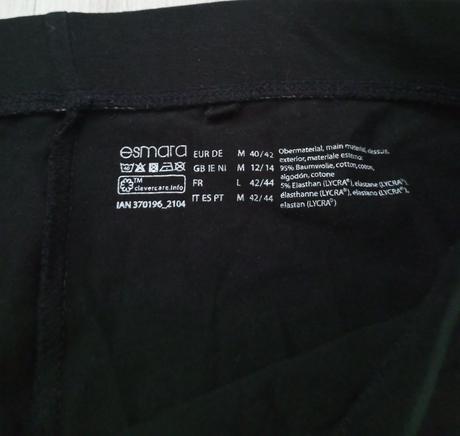 esmara
EUR DE M 40/42
GB IE NI M 12/14
FR L 42/44
IT ES PT M 42/44
™
clevercare.info
IAN 370196_2104
Obermaterial, main material, dessus,
exterior, materiale esterno:
95% Baumwolle, cotton, coton,
algodón, cotone
5% Elasthan (LYCRA®), elastane (LYCRA®),
élasthanne (LYCRA®), elastano (LYCRA®),
elastan (LYCRA®)